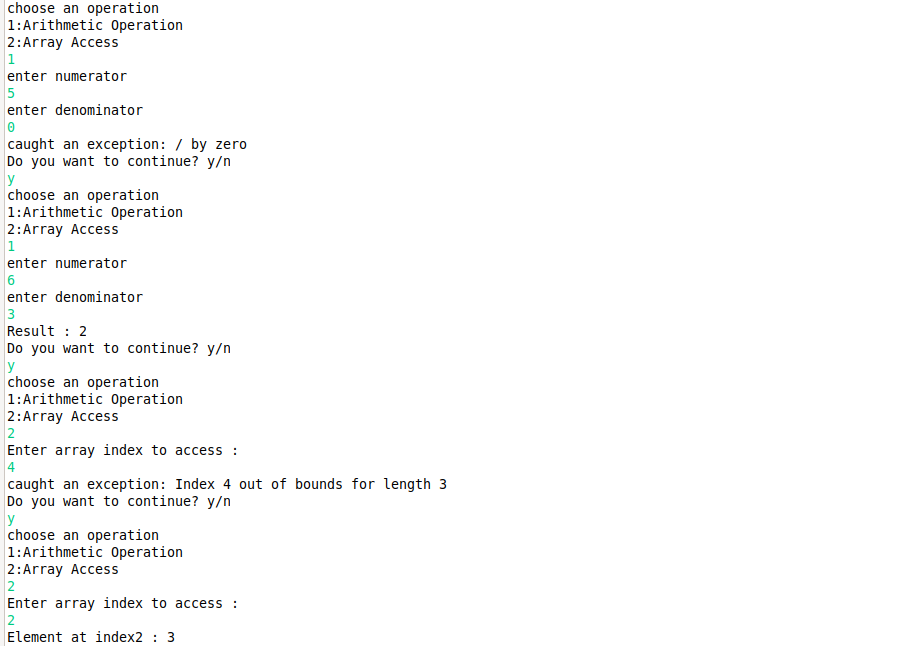 choose an operation
1:Arithmetic Operation
2:Array Access
1
enter numerator
5
enter denominator
0
caught an exception: / by zero
Do you want to continue? y/n
y
choose an operation
1:Arithmetic Operation
2:Array Access
1
enter numerator
6
enter denominator
3
Result : 2
Do you want to continue? y/n
y
choose an operation
1:Arithmetic Operation
2:Array Access
2
Enter array index to access :
4
caught an exception: Index 4 out of bounds for length 3
Do you want to continue? y/n
y
choose an operation
1:Arithmetic Operation
2:Array Access
2
Enter array index to access :
2
Element at index2 : 3